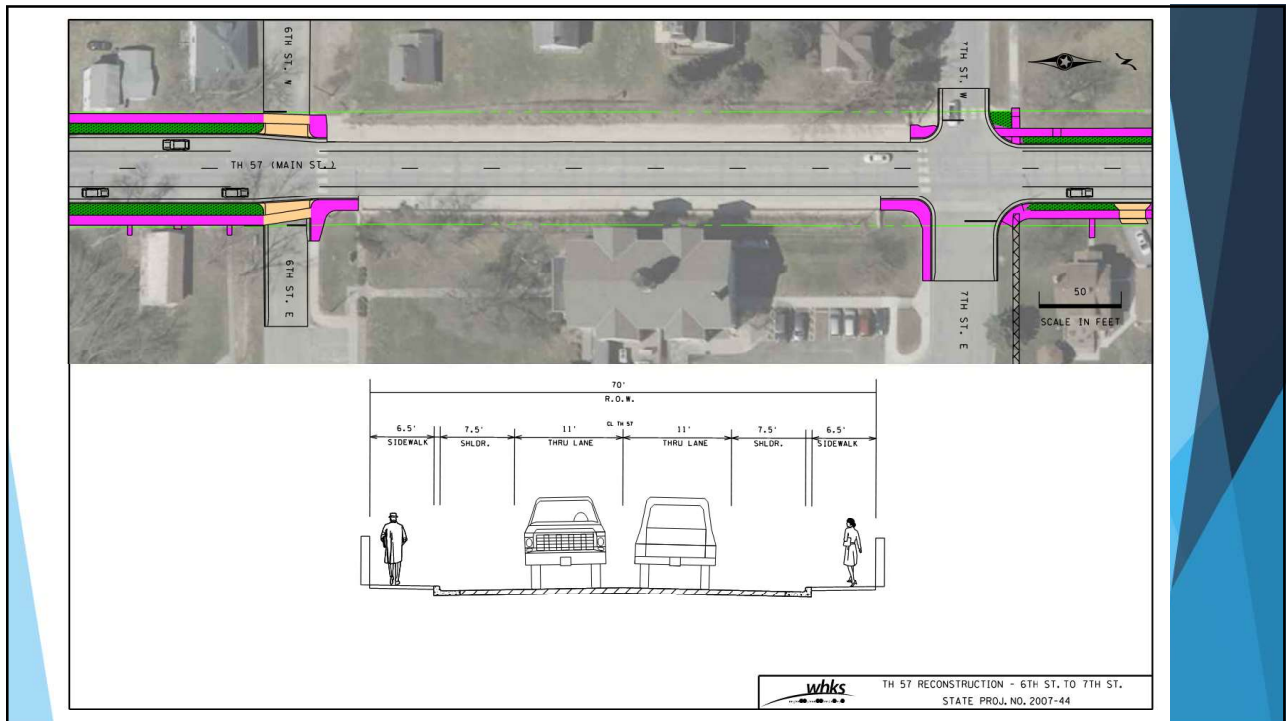 6TH ST. W
7TH ST. W
TH 57 (MAIN ST.)
6TH ST. E
7TH ST. E
50
SCALE IN FEET
70'
R.O.W.
CL TH 57
6.5' 7.5' 11' 11' 7.5' 6.5'
SIDEWALK SHLDR. THRU LANE THRU LANE SHLDR. SIDEWALK
whks
TH 57 RECONSTRUCTION - 6TH ST. TO 7TH ST.
STATE PROJ. NO. 2007-44